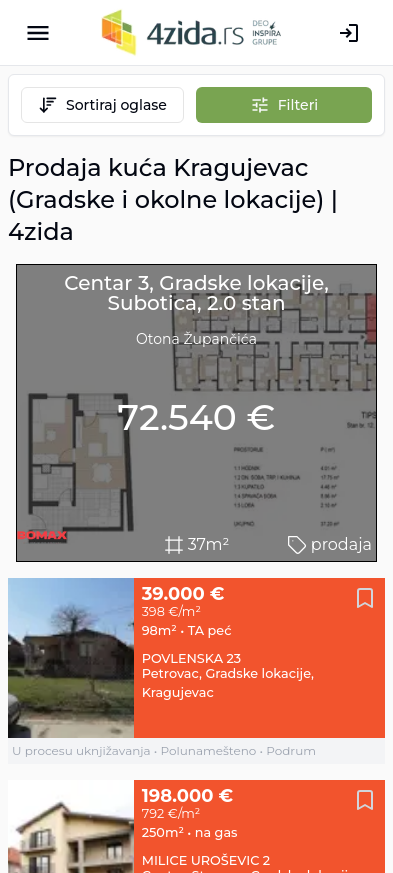 4zida.rs DEO INSPIRA GRUPE
Sortiraj oglase
Filteri
Prodaja kuća Kragujevac
(Gradske i okolne lokacije) |
4zida
Centar 3, Gradske lokacije,
Subotica, 2.0 stan
Otona Župančića
72.540 €
37m²
prodaja
39.000 €
398 €/m²
98m² • TA peć
POVLENSKA 23
Petrovac, Gradske lokacije,
Kragujevac
U procesu uknjižavanja • Polunamešteno • Podrum
198.000 €
792 €/m²
250m² • na gas
MILICE UROŠEVIC 2